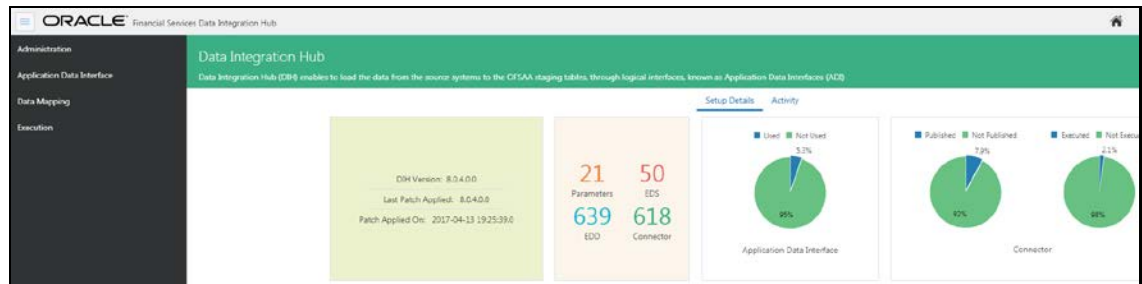 ORACLE Financial Services Data Integration Hub
Administration
Application Data Interface
Data Mapping
Execution
Data Integration Hub
Data Integration Hub (DIH) enables to load the data from the source systems to the OFSAA staging tables, through logical interfaces, known as Application Data Interfaces (ADI)
Setup Details Activity
DIH Version: 8.0.4.0.0
Last Patch Applied: 8.0.4.0.0
Patch Applied On: 2017-04-13 19:25:39.0
21 50
Parameters EDS
639 618
EDD Connector
Used Not Used
95%
Application Data Interface
Published Not Published
7.9%
92%
Executed Not
2.1%
98%
Connector